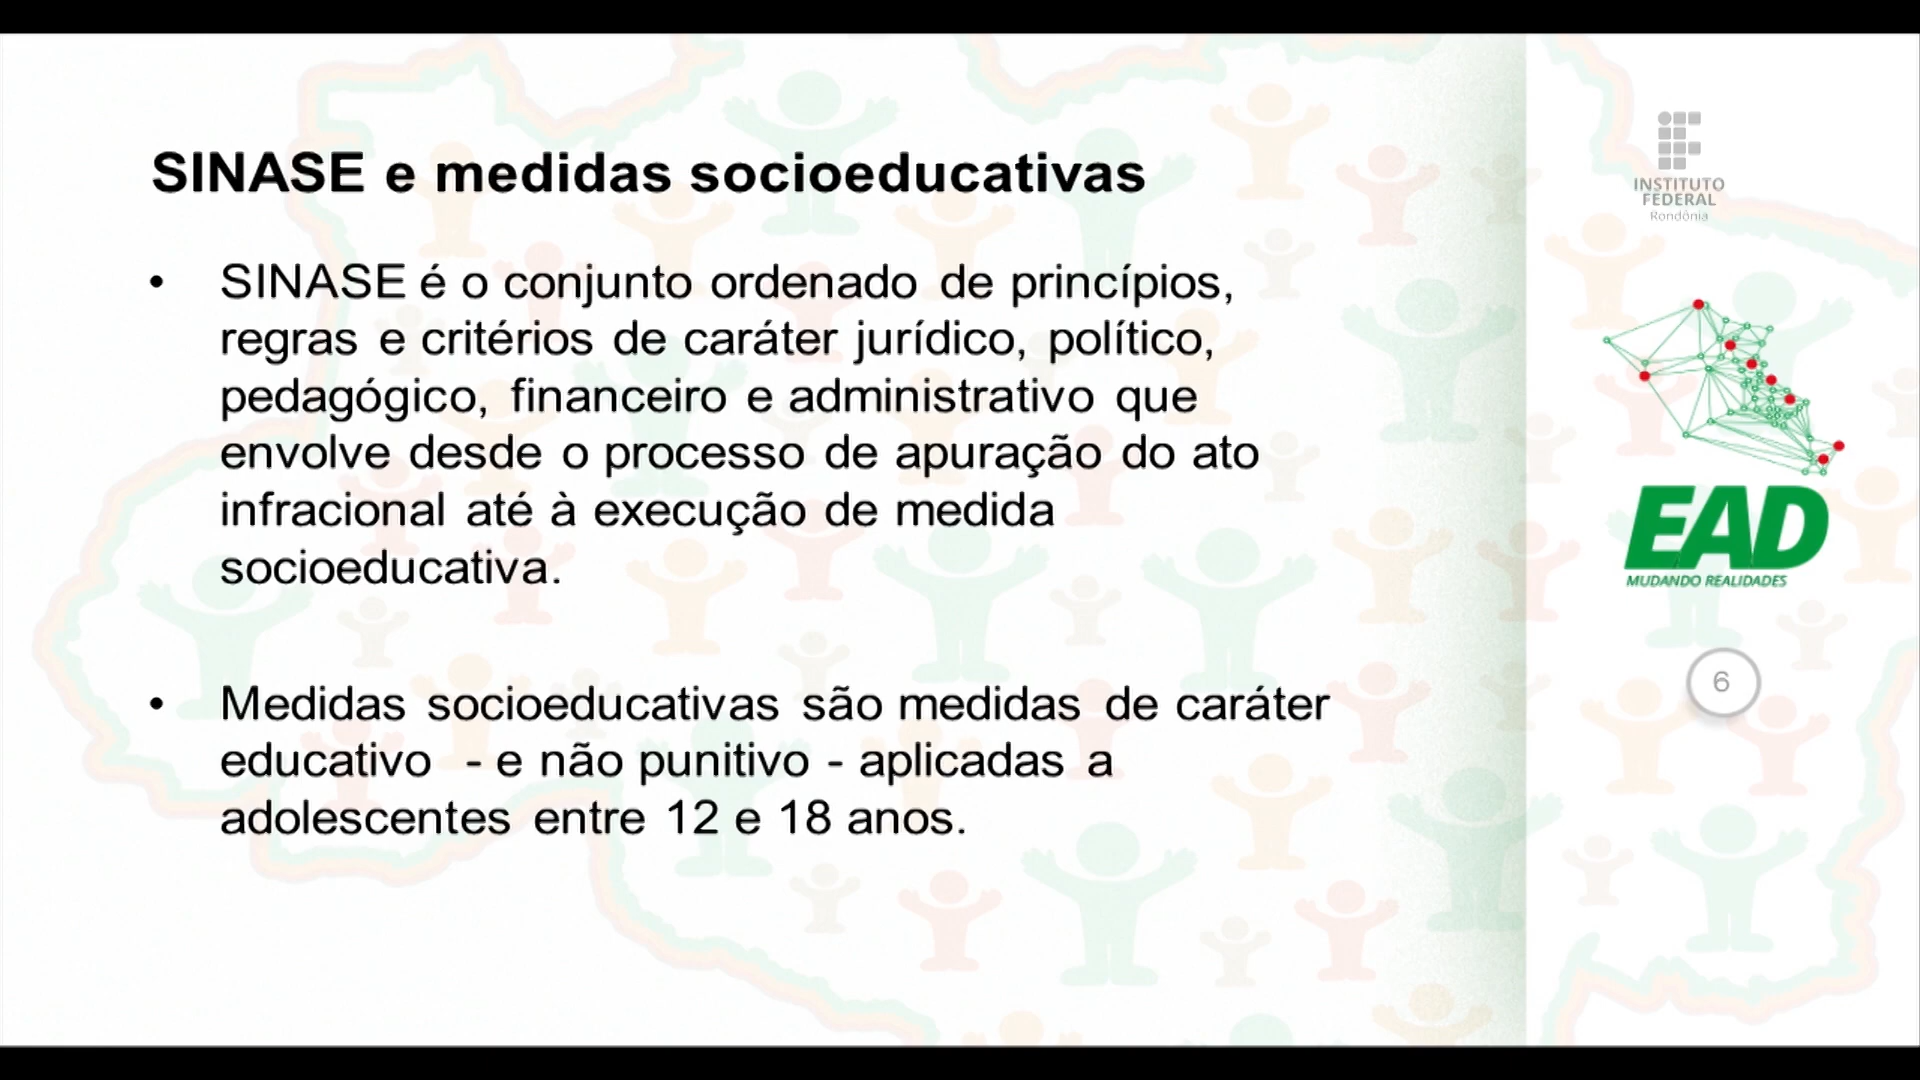 SINASE e medidas socioeducativas
• SINASE é o conjunto ordenado de princípios,
regras e critérios de caráter jurídico, político,
pedagógico, financeiro e administrativo que
envolve desde o processo de apuração do ato
infracional até à execução de medida
socioeducativa.
• Medidas socioeducativas são medidas de caráter
educativo - e não punitivo - aplicadas a
adolescentes entre 12 e 18 anos.
INSTITUTO
FEDERAL
Rondônia
EAD
MUDANDO REALIDADES
6